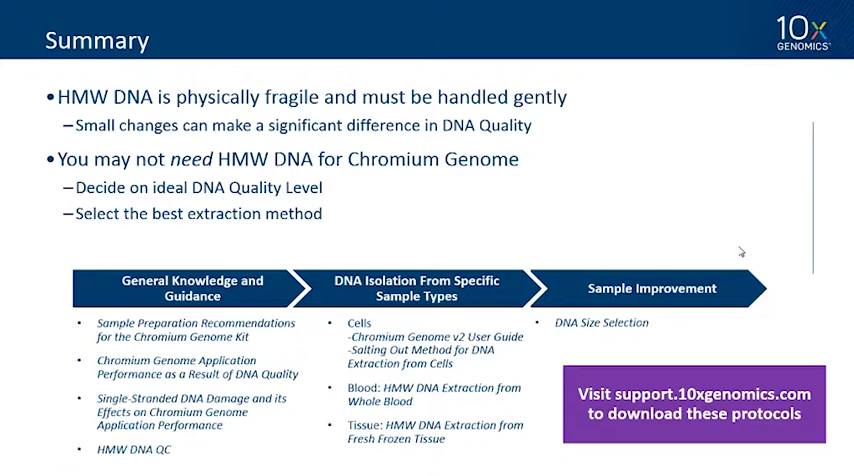 Summary
10x
GENOMICS®
•HMW DNA is physically fragile and must be handled gently
–Small changes can make a significant difference in DNA Quality
•You may not need HMW DNA for Chromium Genome
–Decide on ideal DNA Quality Level
–Select the best extraction method
General Knowledge and
Guidance
• Sample Preparation Recommendations
for the Chromium Genome Kit
• Chromium Genome Application
Performance as a Result of DNA Quality
• Single-Stranded DNA Damage and its
Effects on Chromium Genome
Application Performance
• HMW DNA QC
DNA Isolation From Specific
Sample Types
• Cells
-Chromium Genome v2 User Guide
-Salting Out Method for DNA
Extraction from Cells
• Blood: HMW DNA Extraction from
Whole Blood
• Tissue: HMW DNA Extraction from
Fresh Frozen Tissue
Sample Improvement
• DNA Size Selection
Visit support.10xgenomics.com
to download these protocols